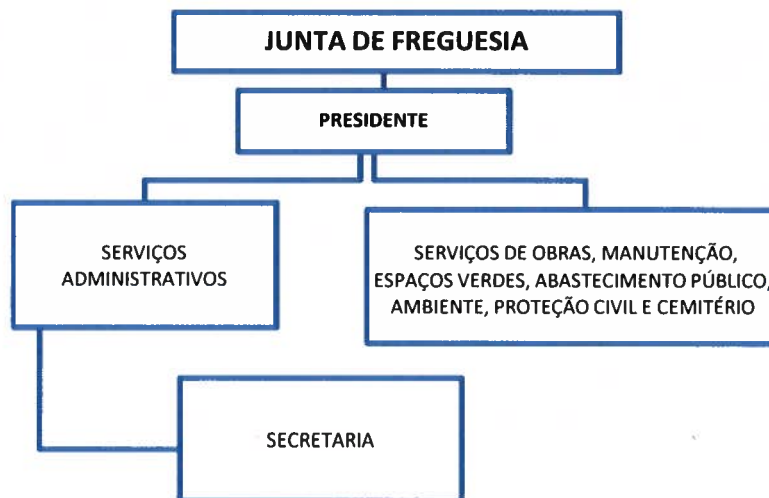 JUNTA DE FREGUESIA
PRESIDENTE
SERVIÇOS
ADMINISTRATIVOS
SERVIÇOS DE OBRAS, MANUTENÇÃO,
ESPAÇOS VERDES, ABASTECIMENTO PÚBLICO,
AMBIENTE, PROTEÇÃO CIVIL E CEMITÉRIO
SECRETARIA